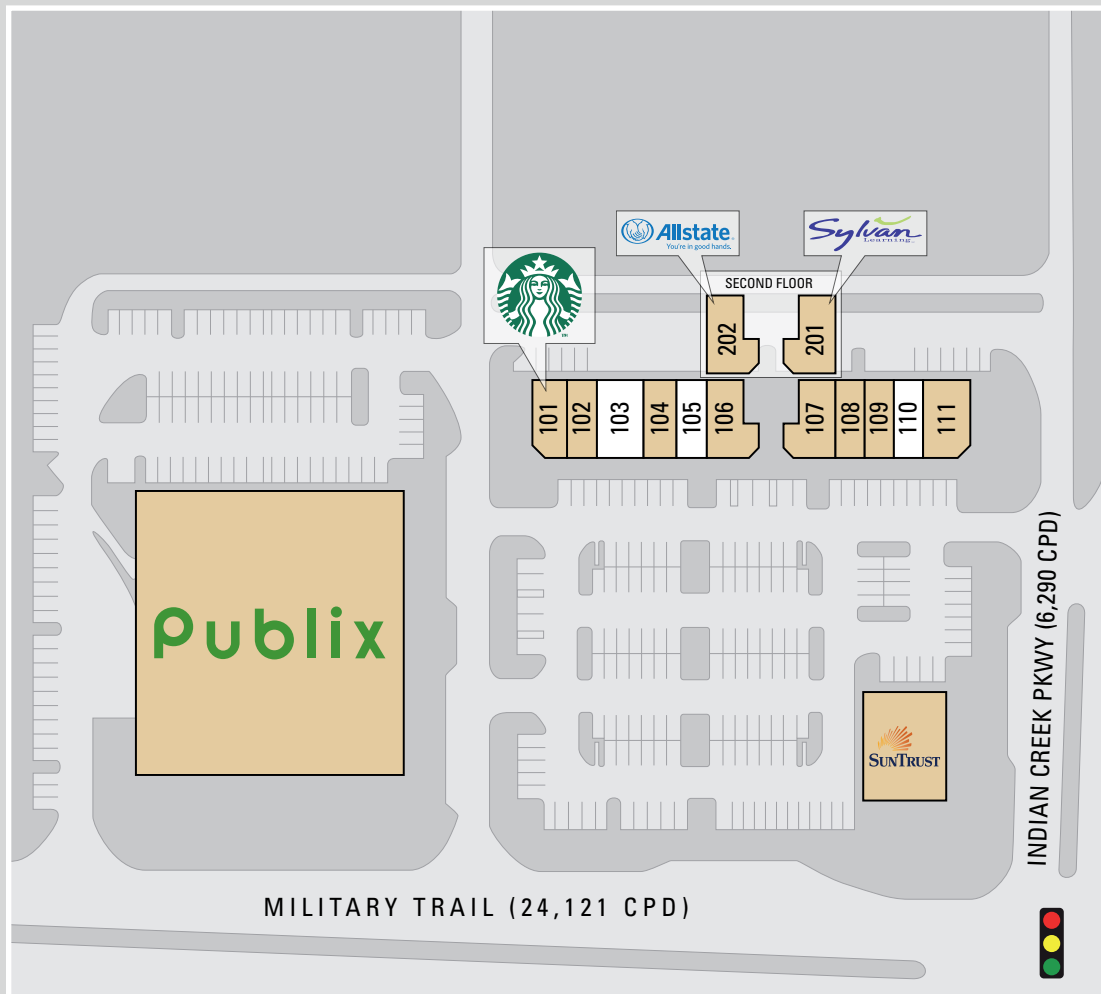 Allstate
You're in good hands.
Sylvan
Learning
SECOND FLOOR
202
201
101
102
103
104
105
106
107
108
109
110
111
Publix
SUNTRUST
INDIAN CREEK PKWY (6,290 CPD)
MILITARY TRAIL (24,121 CPD)